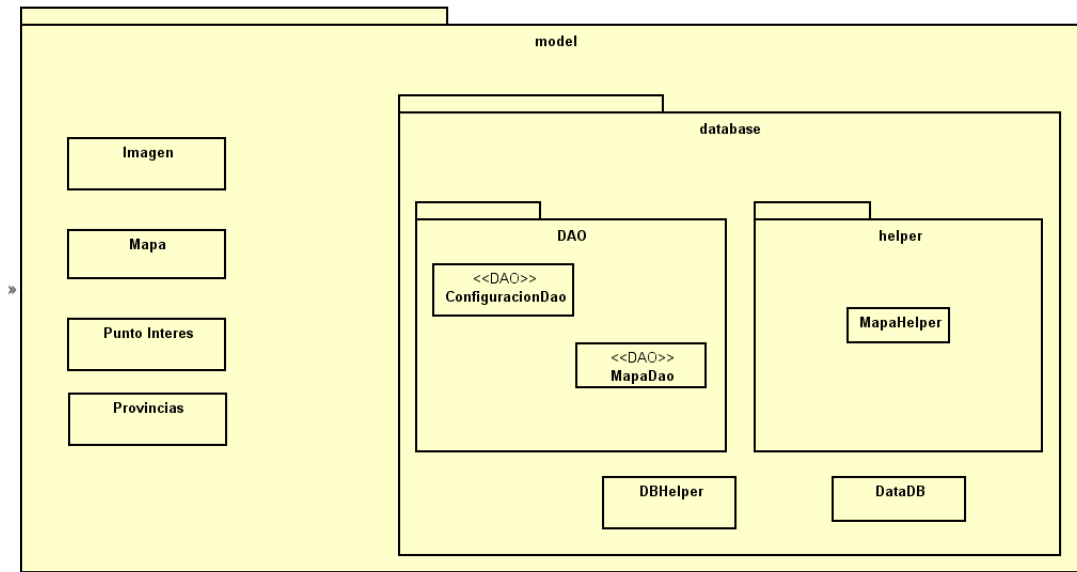 model
database
Imagen
Mapa
Punto Interes
Provincias
DAO
<<DAO>>
ConfiguracionDao
<<DAO>>
MapaDao
helper
MapaHelper
DBHelper
DataDB
»